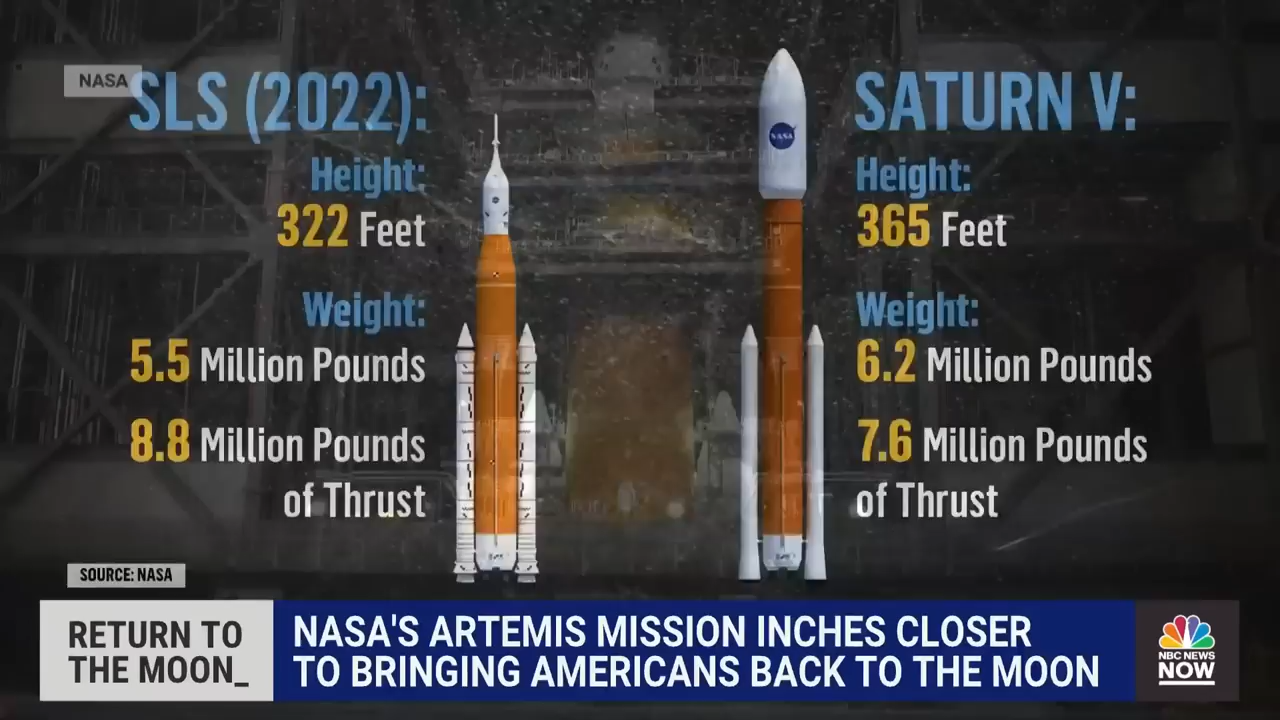 NASA
SLS (2022):
Height:
322 Feet
Weight:
5.5 Million Pounds
8.8 Million Pounds
of Thrust
NASA
SATURN V:
Height:
365 Feet
Weight:
6.2 Million Pounds
7.6 Million Pounds
of Thrust
SOURCE: NASA
RETURN TO
THE MOON_
NASA'S ARTEMIS MISSION INCHES CLOSER
TO BRINGING AMERICANS BACK TO THE MOON
NBC NEWS
NOW